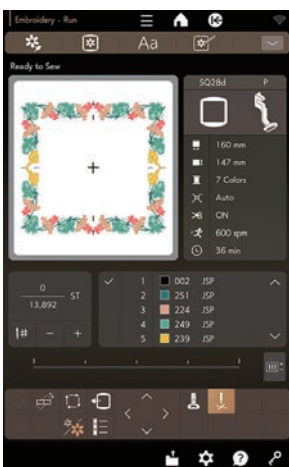 Embroidery - Run
Aa
Ready to Sew
SQ28d P
160 mm
147 mm
7 Colors
Auto
ON
600 spm
36 min
0
13,892
ST
1 002 JSP
2 251 JSP
3 224 JSP
4 249 JSP
5 239 JSP
#
- +
?